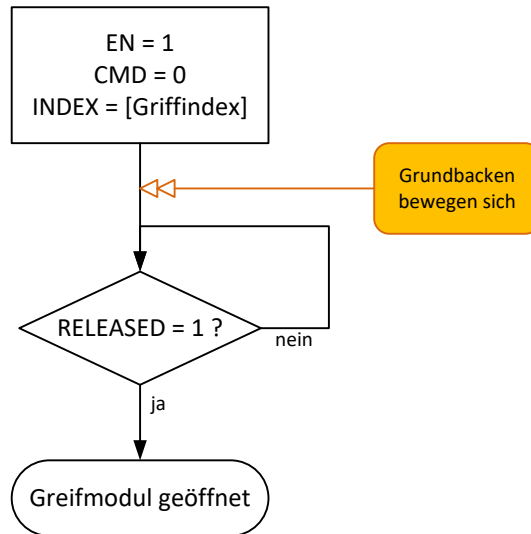 EN = 1
CMD = 0
INDEX = [Griffindex]
Grundbacken
bewegen sich
RELEASED = 1 ?
nein
ja
Greifmodul geöffnet